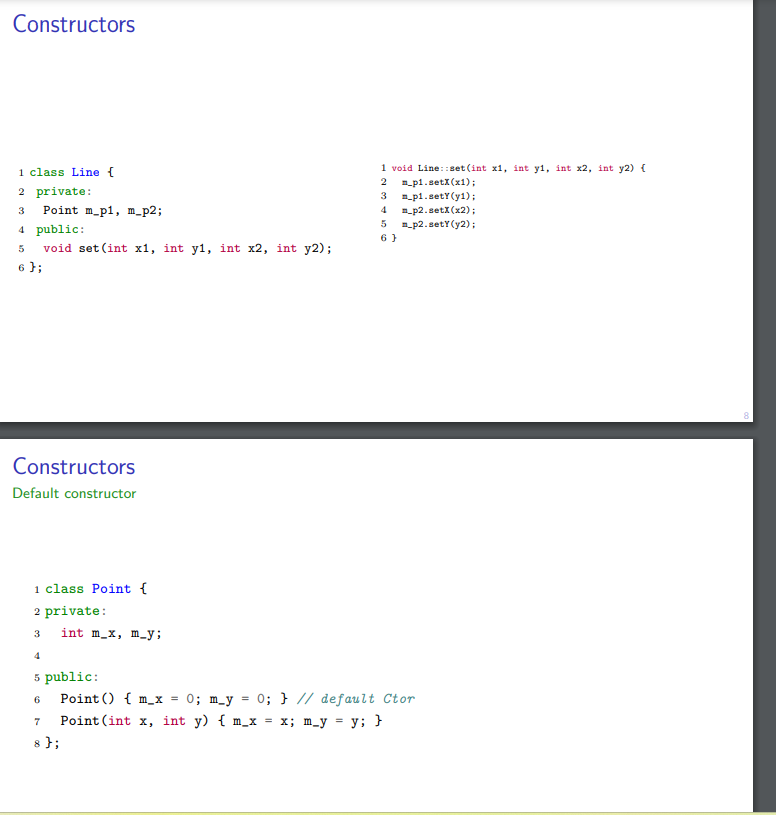 Constructors
1 class Line {
2 private:
3 Point m_p1, m_p2;
4 public:
5 void set(int x1, int y1, int x2, int y2);
6 };
1 void Line::set(int x1, int y1, int x2, int y2) {
2 m_p1.setX(x1);
3 m_p1.setY(y1);
4 m_p2.setX(x2);
5 m_p2.setY(y2);
6 }
8
Constructors
Default constructor
1 class Point {
2 private:
3 int m_x, m_y;
4
5 public:
6 Point() { m_x = 0; m_y = 0; } // default Ctor
7 Point(int x, int y) { m_x = x; m_y = y; }
8 };